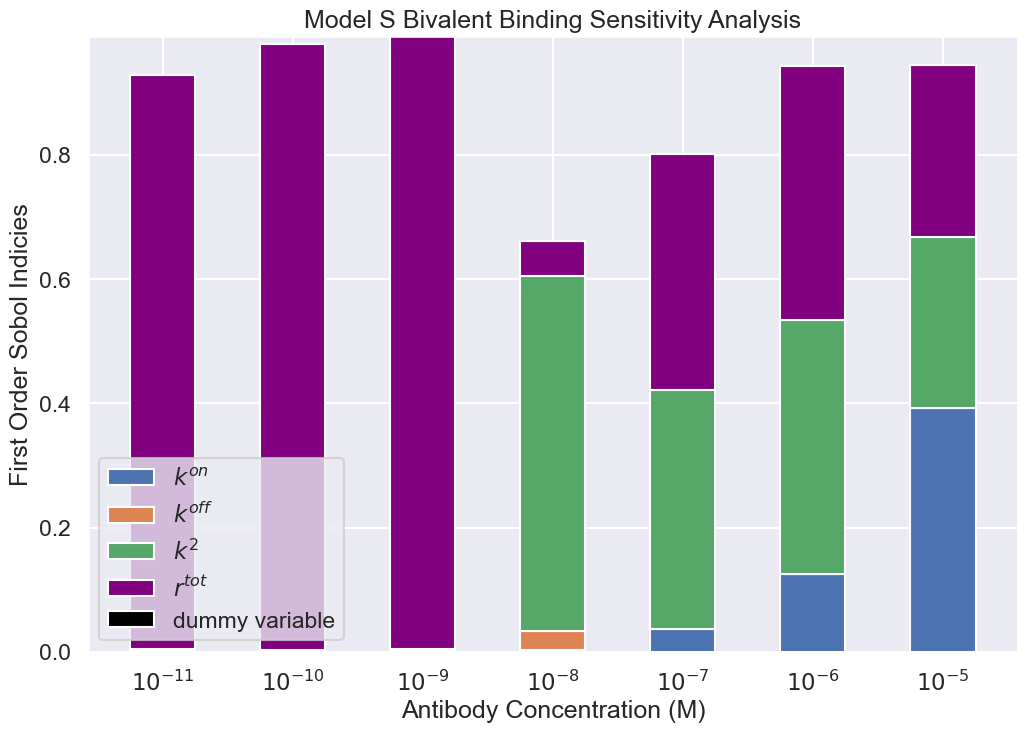 Model S Bivalent Binding Sensitivity Analysis
First Order Sobol Indicies
0.8
0.6
0.4
0.2
0.0
k^{on}
k^{off}
k^{2}
r^{tot}
dummy variable
10^{-11} 10^{-10} 10^{-9} 10^{-8} 10^{-7} 10^{-6} 10^{-5}
Antibody Concentration (M)